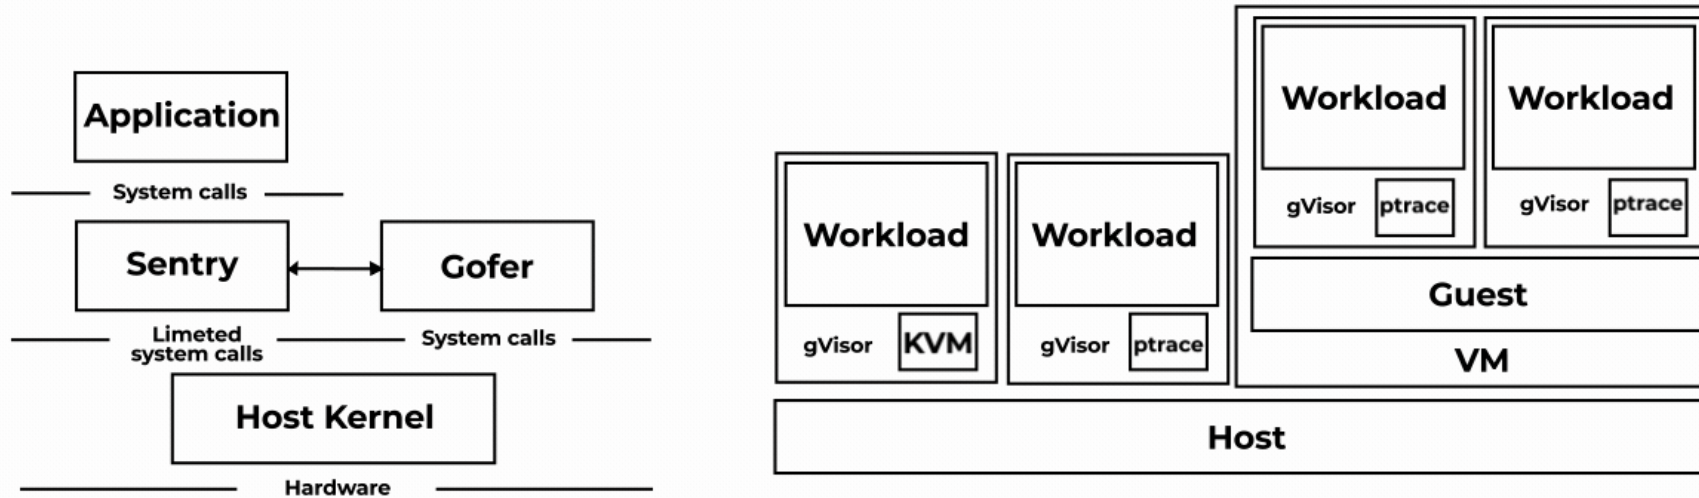 Application
System calls
Sentry
Gofer
Limeted
system calls
System calls
Host Kernel
Hardware
Workload
gVisor
KVM
Workload
gVisor
ptrace
Workload
gVisor
ptrace
Workload
gVisor
ptrace
Guest
VM
Host